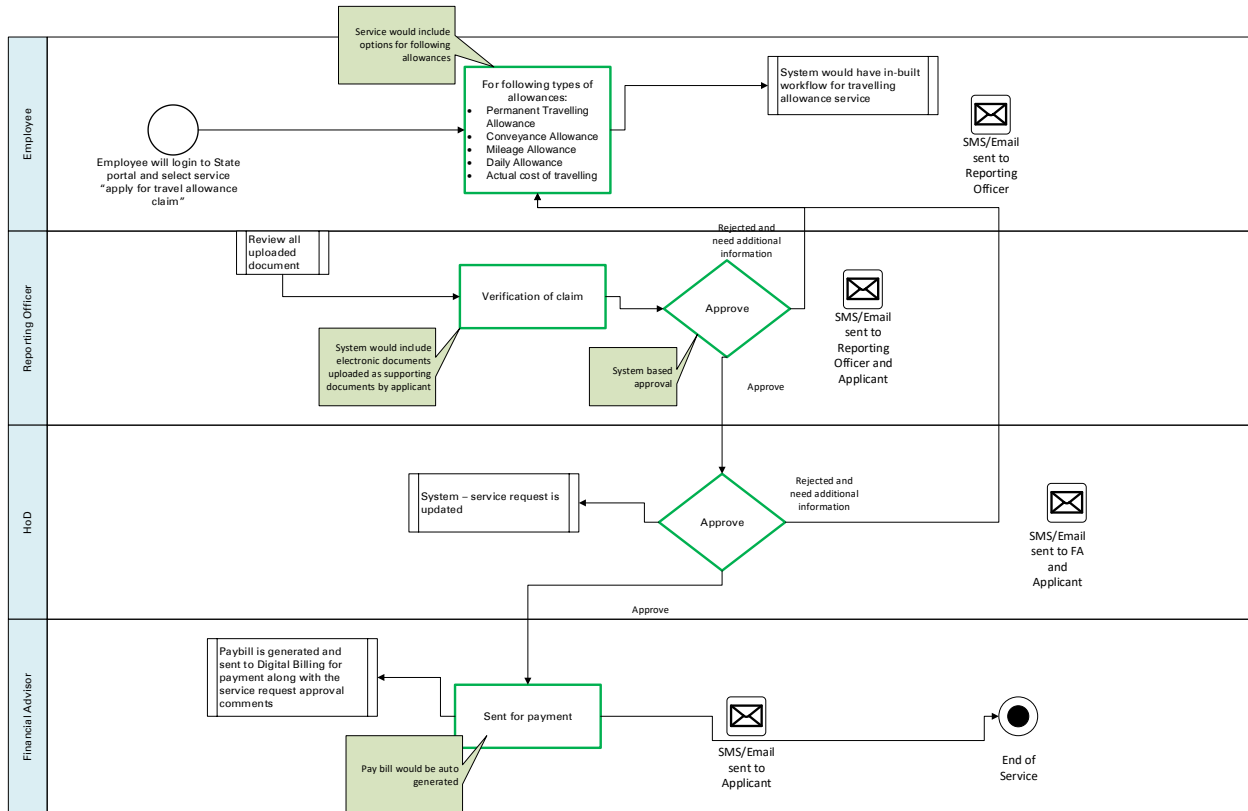 Service would include
options for following
allowances
Employee
Employee will login to State
portal and select service
“apply for travel allowance
claim”
For following types of
allowances:
• Permanent Travelling
Allowance
• Conveyance Allowance
• Mileage Allowance
• Daily Allowance
• Actual cost of travelling
System would have in-built
workflow for travelling
allowance service
SMS/Email
sent to
Reporting
Officer
Reporting Officer
Review all
uploaded
document
Verification of claim
System would include
electronic documents
uploaded as supporting
documents by applicant
Rejected and
need additional
information
Approve
System based
approval
Approve
SMS/Email
sent to
Reporting
Officer and
Applicant
HoD
System – service request is
updated
Approve
Rejected and
need additional
information
SMS/Email
sent to FA
and
Applicant
Approve
Financial Advisor
Paybill is generated and
sent to Digital Billing for
payment along with the
service request approval
comments
Sent for payment
Pay bill would be auto
generated
SMS/Email
sent to
Applicant
End of
Service